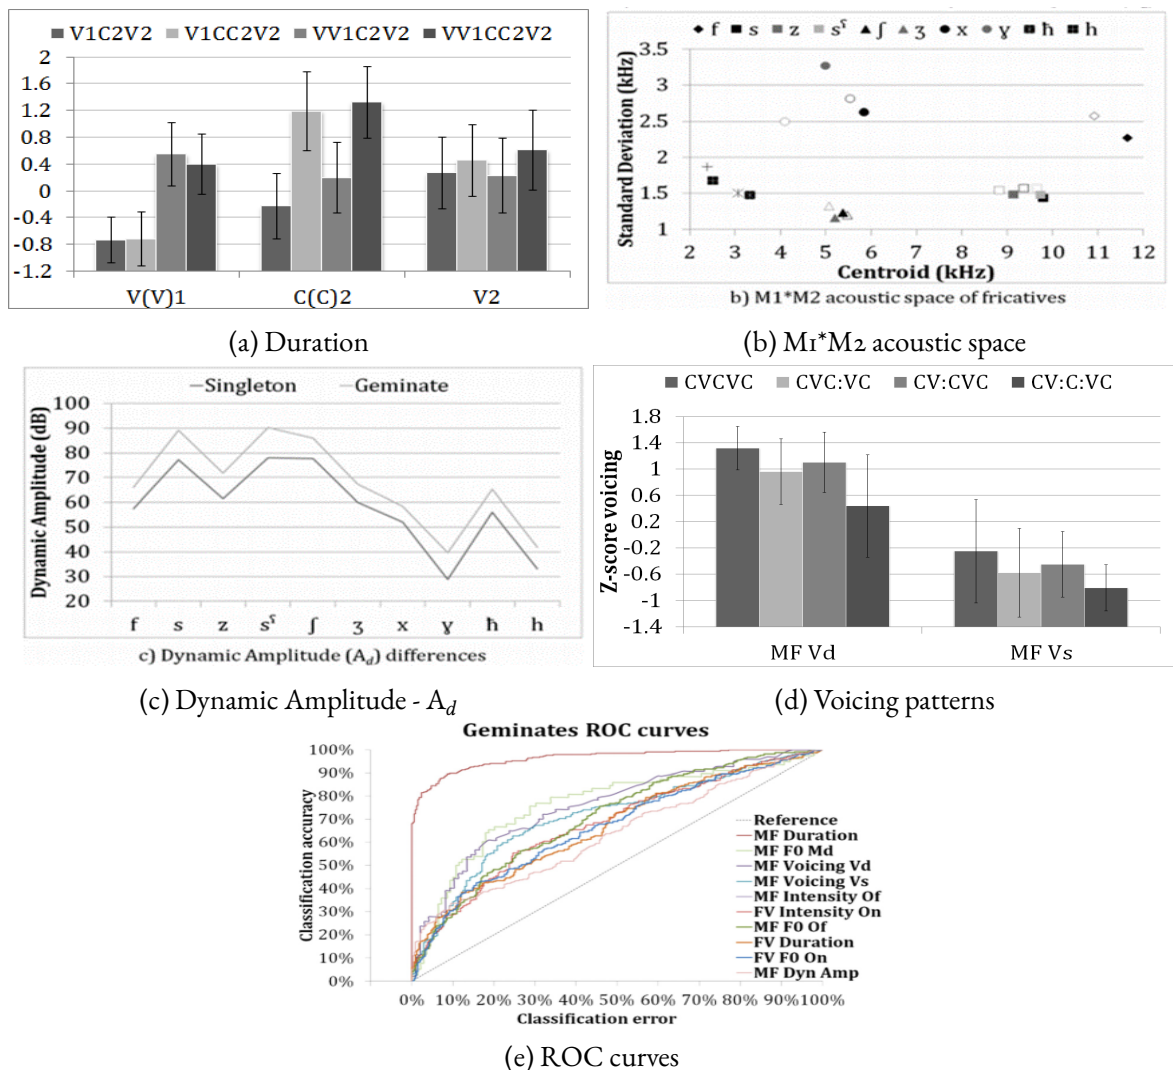 V1C2V2 V1CC2V2 VV1C2V2 VV1CC2V2
2
1.6
1.2
0.8
0.4
0
-0.4
-0.8
-1.2
V(V)1 C(C)2 V2
(a) Duration
f s z sˤ ʃ ʒ x ɣ ħ h
Standard Deviation (kHz)
3.5
3
2.5
2
1.5
1
2 3 4 5 6 7 8 9 10 11 12
Centroid (kHz)
b) M1*M2 acoustic space of fricatives
(b) M1*M2 acoustic space
Singleton Geminate
Dynamic Amplitude (dB)
100
90
80
70
60
50
40
30
20
f s z sˤ ʃ ʒ x ɣ ħ h
c) Dynamic Amplitude (Ad) differences
(c) Dynamic Amplitude - Ad
CVCVC CVC:VC CV:CVC CV:C:VC
Z-score voicing
1.8
1.4
1
0.6
0.2
-0.2
-0.6
-1
-1.4
MF Vd MF Vs
(d) Voicing patterns
Geminates ROC curves
Classification accuracy
100%
90%
80%
70%
60%
50%
40%
30%
20%
10%
0%
Reference
MF Duration
MF F0 Md
MF Voicing Vd
MF Voicing Vs
MF Intensity Of
FV Intensity On
MF F0 Of
FV Duration
FV F0 On
MF Dyn Amp
0% 10% 20% 30% 40% 50% 60% 70% 80% 90% 100%
Classification error
(e) ROC curves